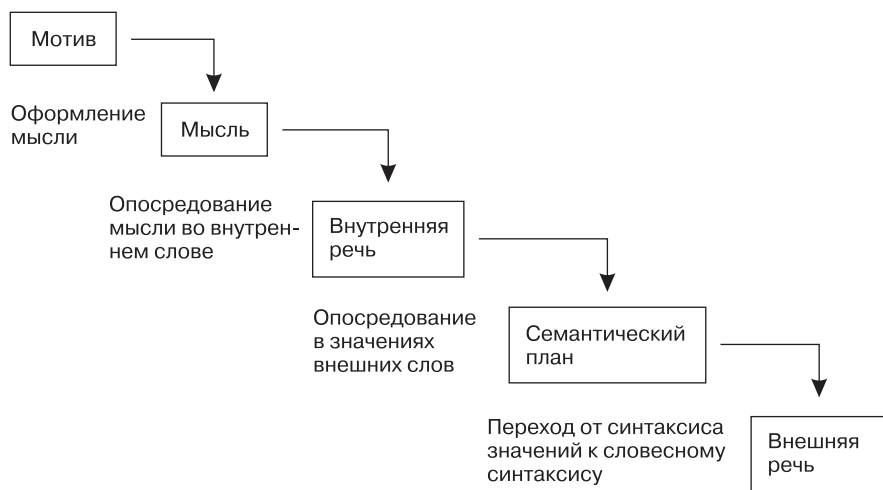 Мотив
Оформление
мысли
Мысль
Опосредование
мысли во внутрен-
нем слове
Внутренняя
речь
Опосредование
в значениях
внешних слов
Семантический
план
Переход от синтаксиса
значений к словесному
синтаксису
Внешняя
речь